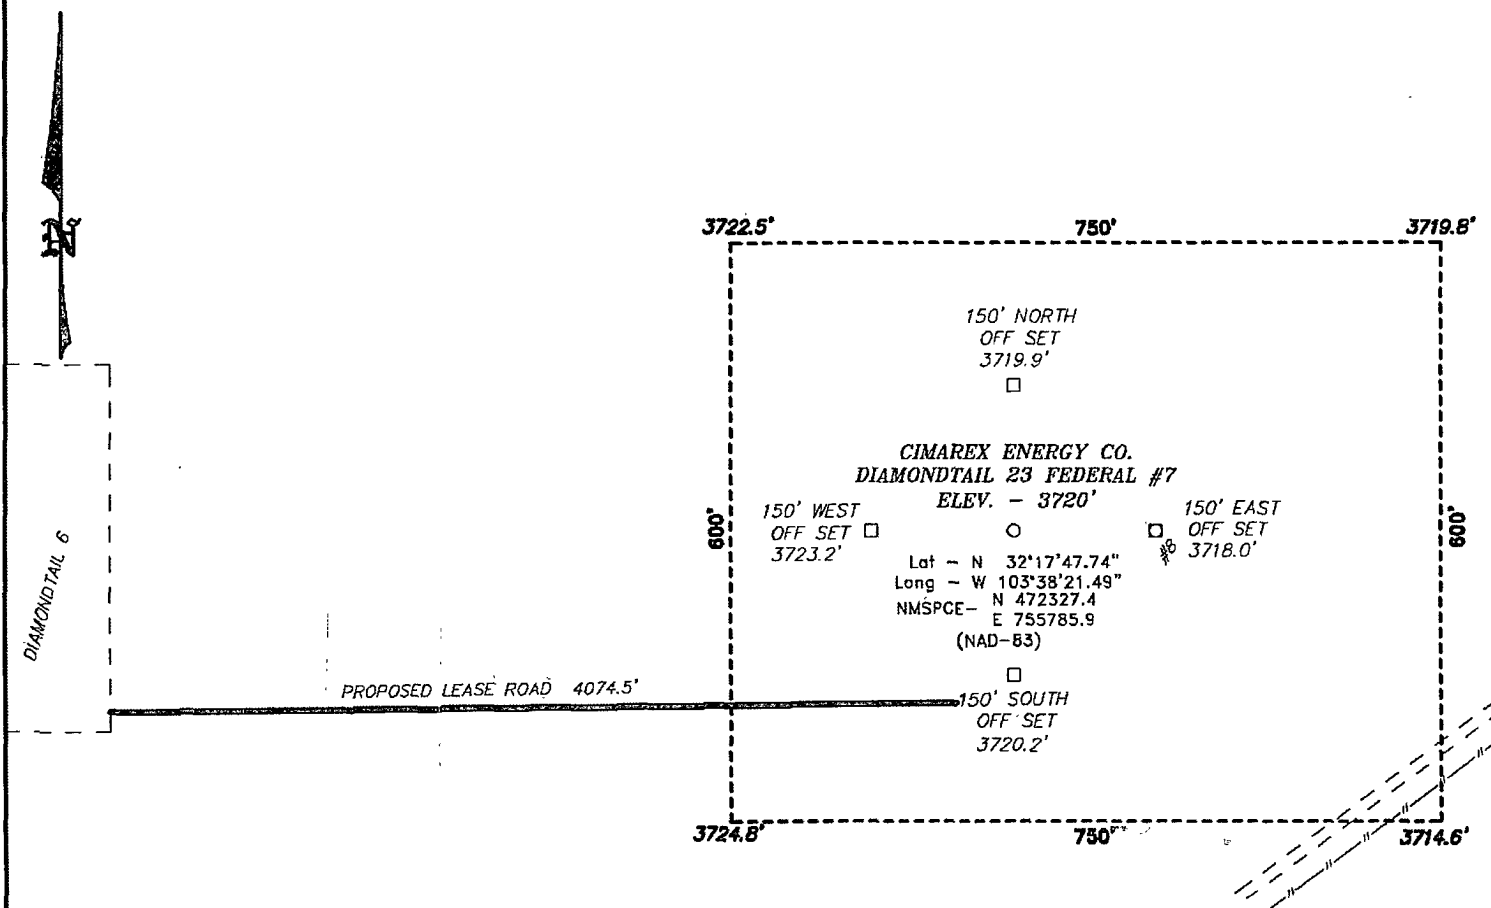 N
3722.5'
750'
3719.8'
150' NORTH
OFF SET
3719.9'
CIMAREX ENERGY CO.
DIAMONDTAIL 23 FEDERAL #7
ELEV. - 3720'
150' WEST
OFF SET
3723.2'
150' EAST
OFF SET
3718.0'
#8
600'
600'
Lat - N 32°17'47.74"
Long - W 103°38'21.49"
NMSPCE- N 472327.4
E 755785.9
(NAD-83)
DIAMONDTAIL 6
PROPOSED LEASE ROAD 4074.5'
150' SOUTH
OFF SET
3720.2'
3724.8'
750'
3714.6'